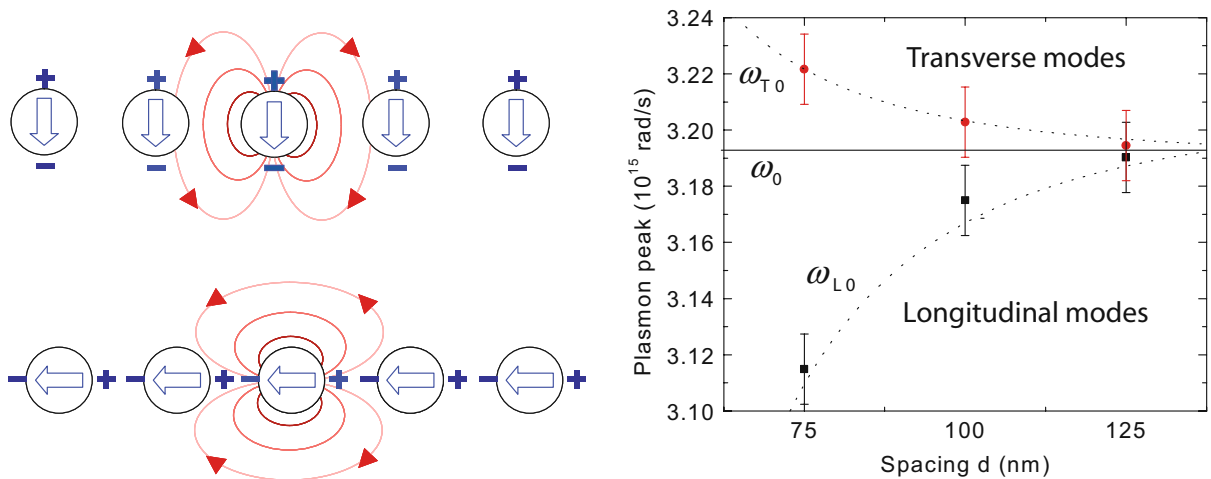 + + + + +
− − − − −
− + − + − + − + − +
3.24
3.22
3.20
3.18
3.16
3.14
3.12
3.10
Plasmon peak (10¹⁵ rad/s)
Transverse modes
ω_T0
ω₀
ω_L0
Longitudinal modes
75 100 125
Spacing d (nm)